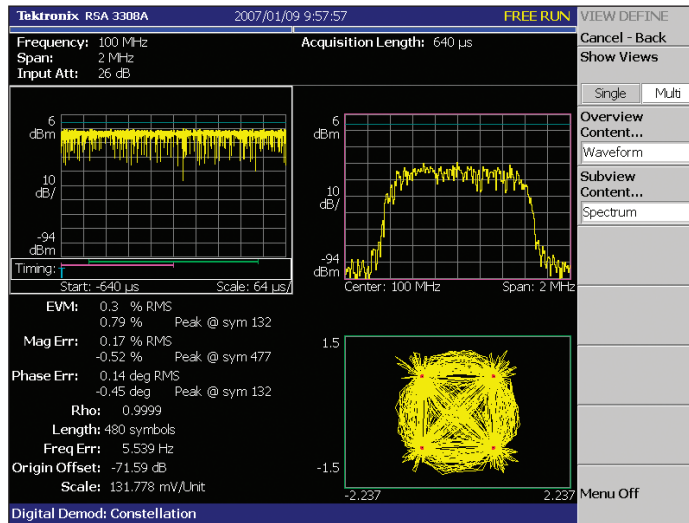 Tektronix RSA 3308A 2007/01/09 9:57:57 FREE RUN
VIEW DEFINE
Cancel - Back
Frequency: 100 MHz
Span: 2 MHz
Input Att: 26 dB
Acquisition Length: 640 µs
Show Views
Single Multi
Overview
Content...
Waveform
Subview
Content...
Spectrum
6
dBm
10
dB/
-94
dBm
Timing:
T
Start: -640 µs Scale: 64 µs/
6
dBm
10
dB/
-94
dBm
Center: 100 MHz Span: 2 MHz
EVM: 0.3 % RMS
0.79 % Peak @ sym 132
Mag Err: 0.17 % RMS
-0.52 % Peak @ sym 477
Phase Err: 0.14 deg RMS
-0.45 deg Peak @ sym 132
Rho: 0.9999
Length: 480 symbols
Freq Err: 5.539 Hz
Origin Offset: -71.59 dB
Scale: 131.778 mV/Unit
1.5
-1.5
-2.237 2.237
Menu Off
Digital Demod: Constellation